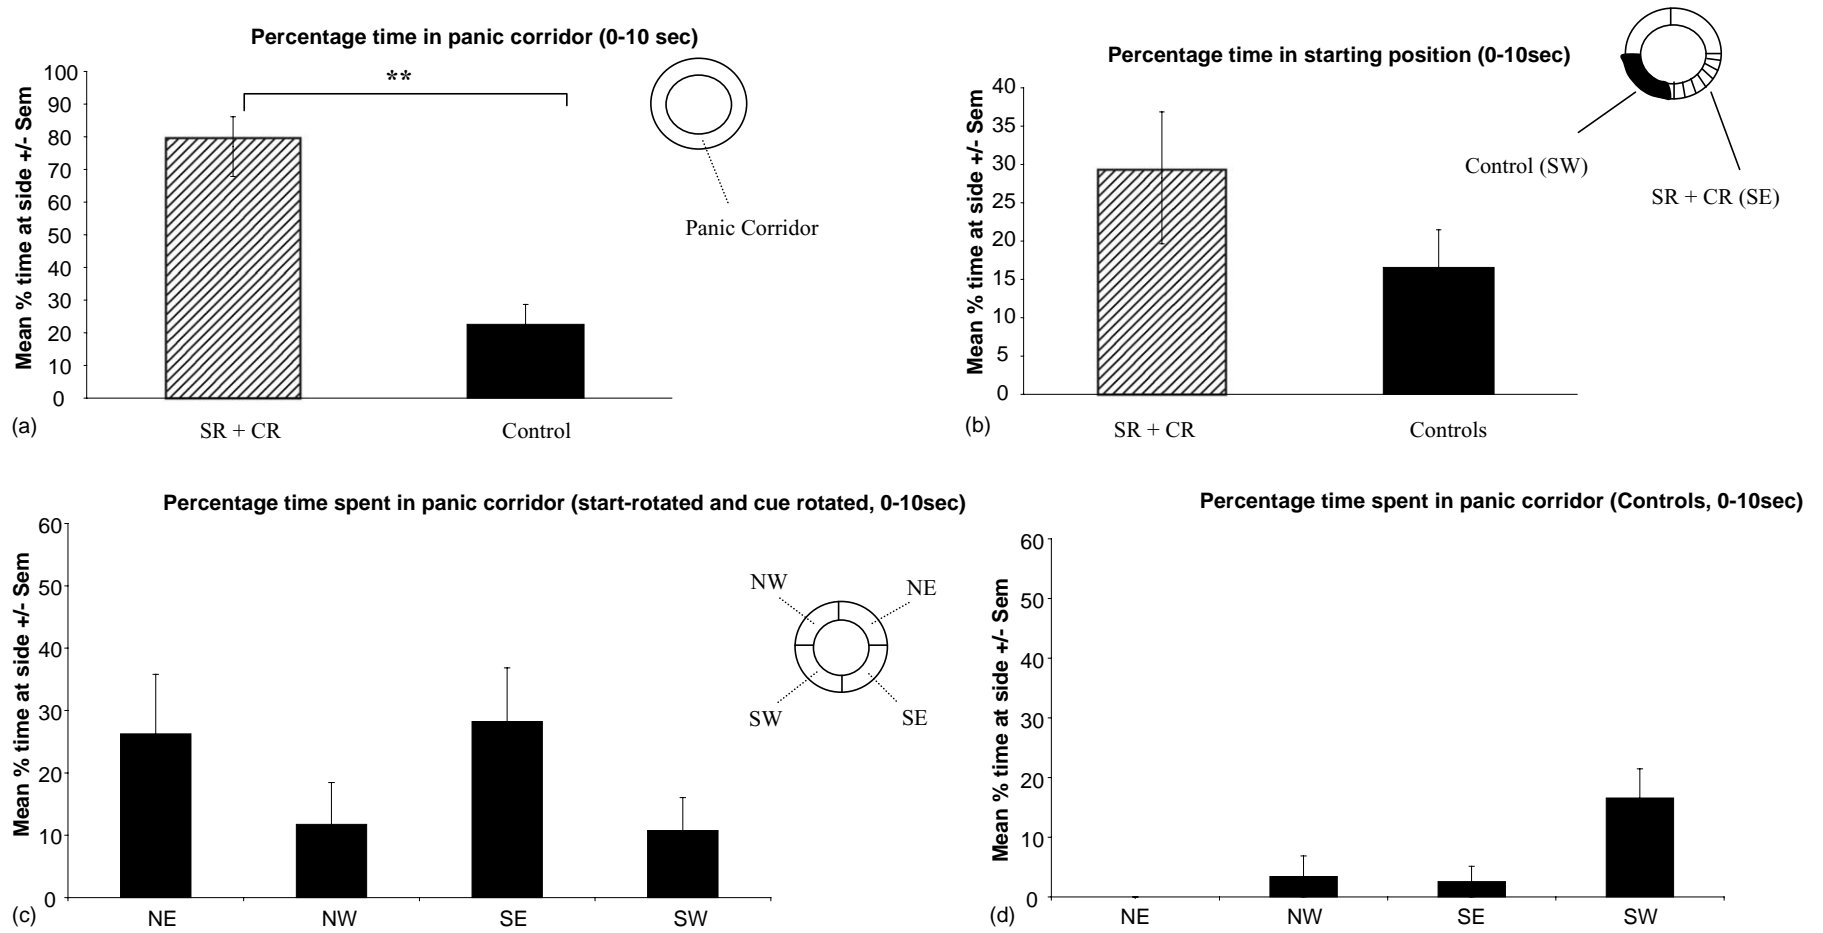 Percentage time in panic corridor (0-10 sec)
Mean % time at side +/- Sem
100
90
80
70
60
50
40
30
20
10
0
**
Panic Corridor
(a)
SR + CR
Control
Percentage time in starting position (0-10sec)
Mean % time at side +/- Sem
40
35
30
25
20
15
10
5
0
Control (SW)
SR + CR (SE)
(b)
SR + CR
Controls
Percentage time spent in panic corridor (start-rotated and cue rotated, 0-10sec)
Mean % time at side +/- Sem
60
50
40
30
20
10
0
NW
NE
SW
SE
(c)
NE
NW
SE
SW
Percentage time spent in panic corridor (Controls, 0-10sec)
Mean % time at side +/- Sem
60
50
40
30
20
10
0
(d)
NE
NW
SE
SW